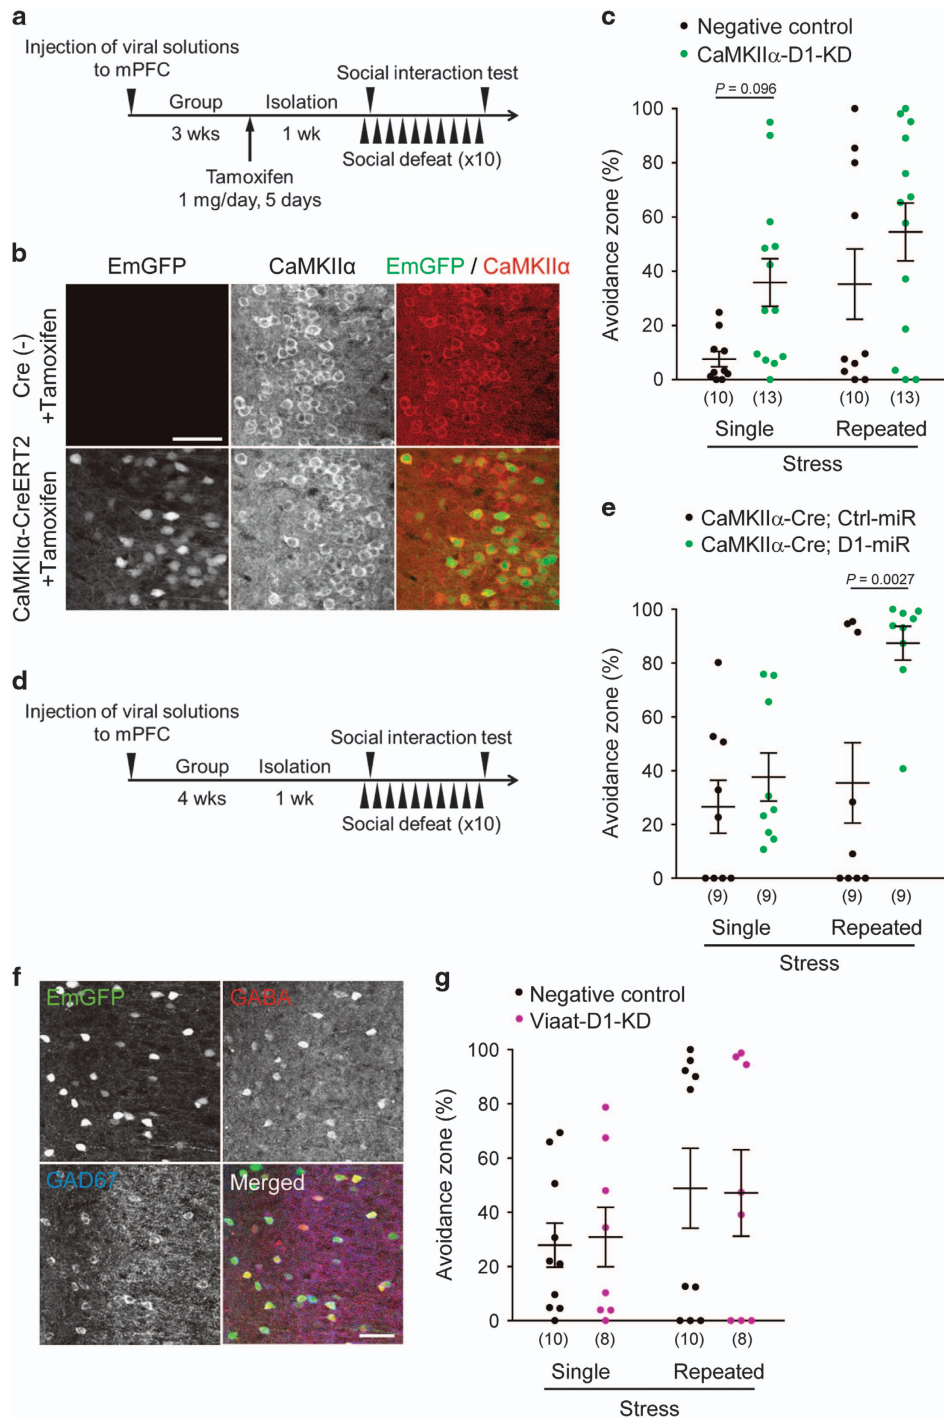 a
Injection of viral solutions
to mPFC
Social interaction test
Group
Isolation
3 wks
1 wk
Social defeat (x10)
Tamoxifen
1 mg/day, 5 days
b
EmGFP
CaMKIIα
EmGFP / CaMKIIα
Cre (-)
+Tamoxifen
CaMKIIα-CreERT2
+Tamoxifen
c
Negative control
CaMKIIα-D1-KD
P = 0.096
Avoidance zone (%)
100
80
60
40
20
0
(10)
(13)
(10)
(13)
Single
Repeated
Stress
d
Injection of viral solutions
to mPFC
Social interaction test
Group
Isolation
4 wks
1 wk
Social defeat (x10)
e
CaMKIIα-Cre; Ctrl-miR
CaMKIIα-Cre; D1-miR
P = 0.0027
Avoidance zone (%)
100
80
60
40
20
0
(9)
(9)
(9)
(9)
Single
Repeated
Stress
f
EmGFP
GABA
GAD67
Merged
g
Negative control
Viaat-D1-KD
Avoidance zone (%)
100
80
60
40
20
0
(10)
(8)
(10)
(8)
Single
Repeated
Stress